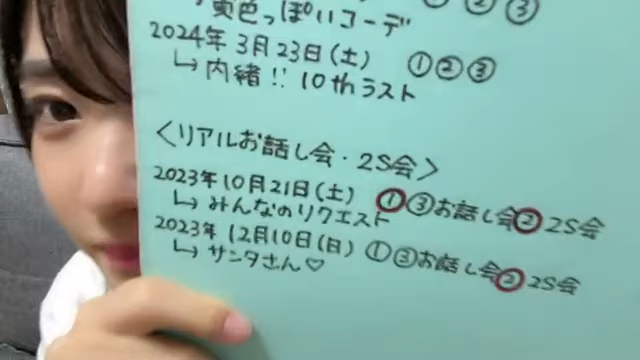 黄色っぽいコーデ ① ② ③
2024年 3月 23日(土) ①②③
↳内緒!! 10thラスト
<リアルお話し会・2S会>
2023年 10月 21日(土) ①③お話し会②2S会
↳みんなのリクエスト
2023年 12月10日(日) ①③お話し会②2S会
↳サンタさん♡